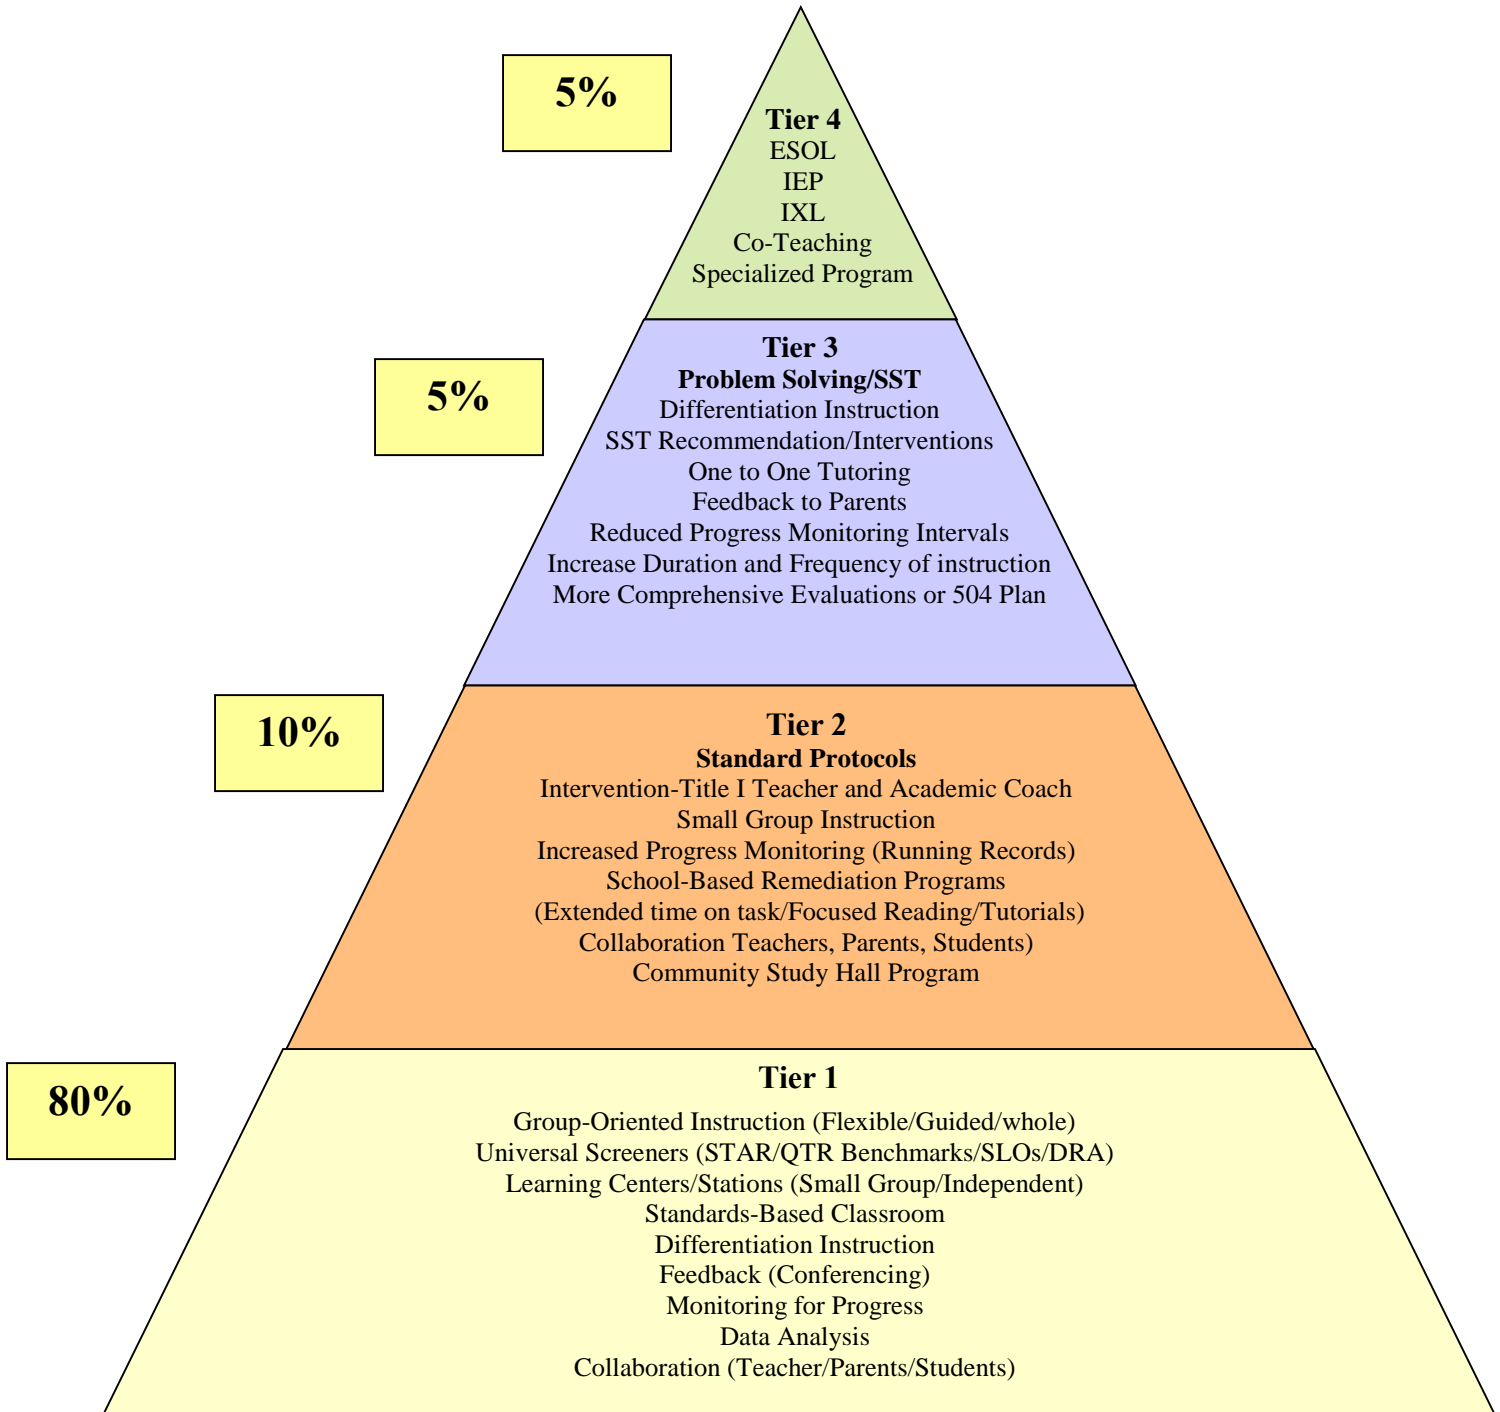 5%
Tier 4
ESOL
IEP
IXL
Co-Teaching
Specialized Program
5%
Tier 3
Problem Solving/SST
Differentiation Instruction
SST Recommendation/Interventions
One to One Tutoring
Feedback to Parents
Reduced Progress Monitoring Intervals
Increase Duration and Frequency of instruction
More Comprehensive Evaluations or 504 Plan
10%
Tier 2
Standard Protocols
Intervention-Title I Teacher and Academic Coach
Small Group Instruction
Increased Progress Monitoring (Running Records)
School-Based Remediation Programs
(Extended time on task/Focused Reading/Tutorials)
Collaboration Teachers, Parents, Students)
Community Study Hall Program
80%
Tier 1
Group-Oriented Instruction (Flexible/Guided/whole)
Universal Screeners (STAR/QTR Benchmarks/SLOs/DRA)
Learning Centers/Stations (Small Group/Independent)
Standards-Based Classroom
Differentiation Instruction
Feedback (Conferencing)
Monitoring for Progress
Data Analysis
Collaboration (Teacher/Parents/Students)